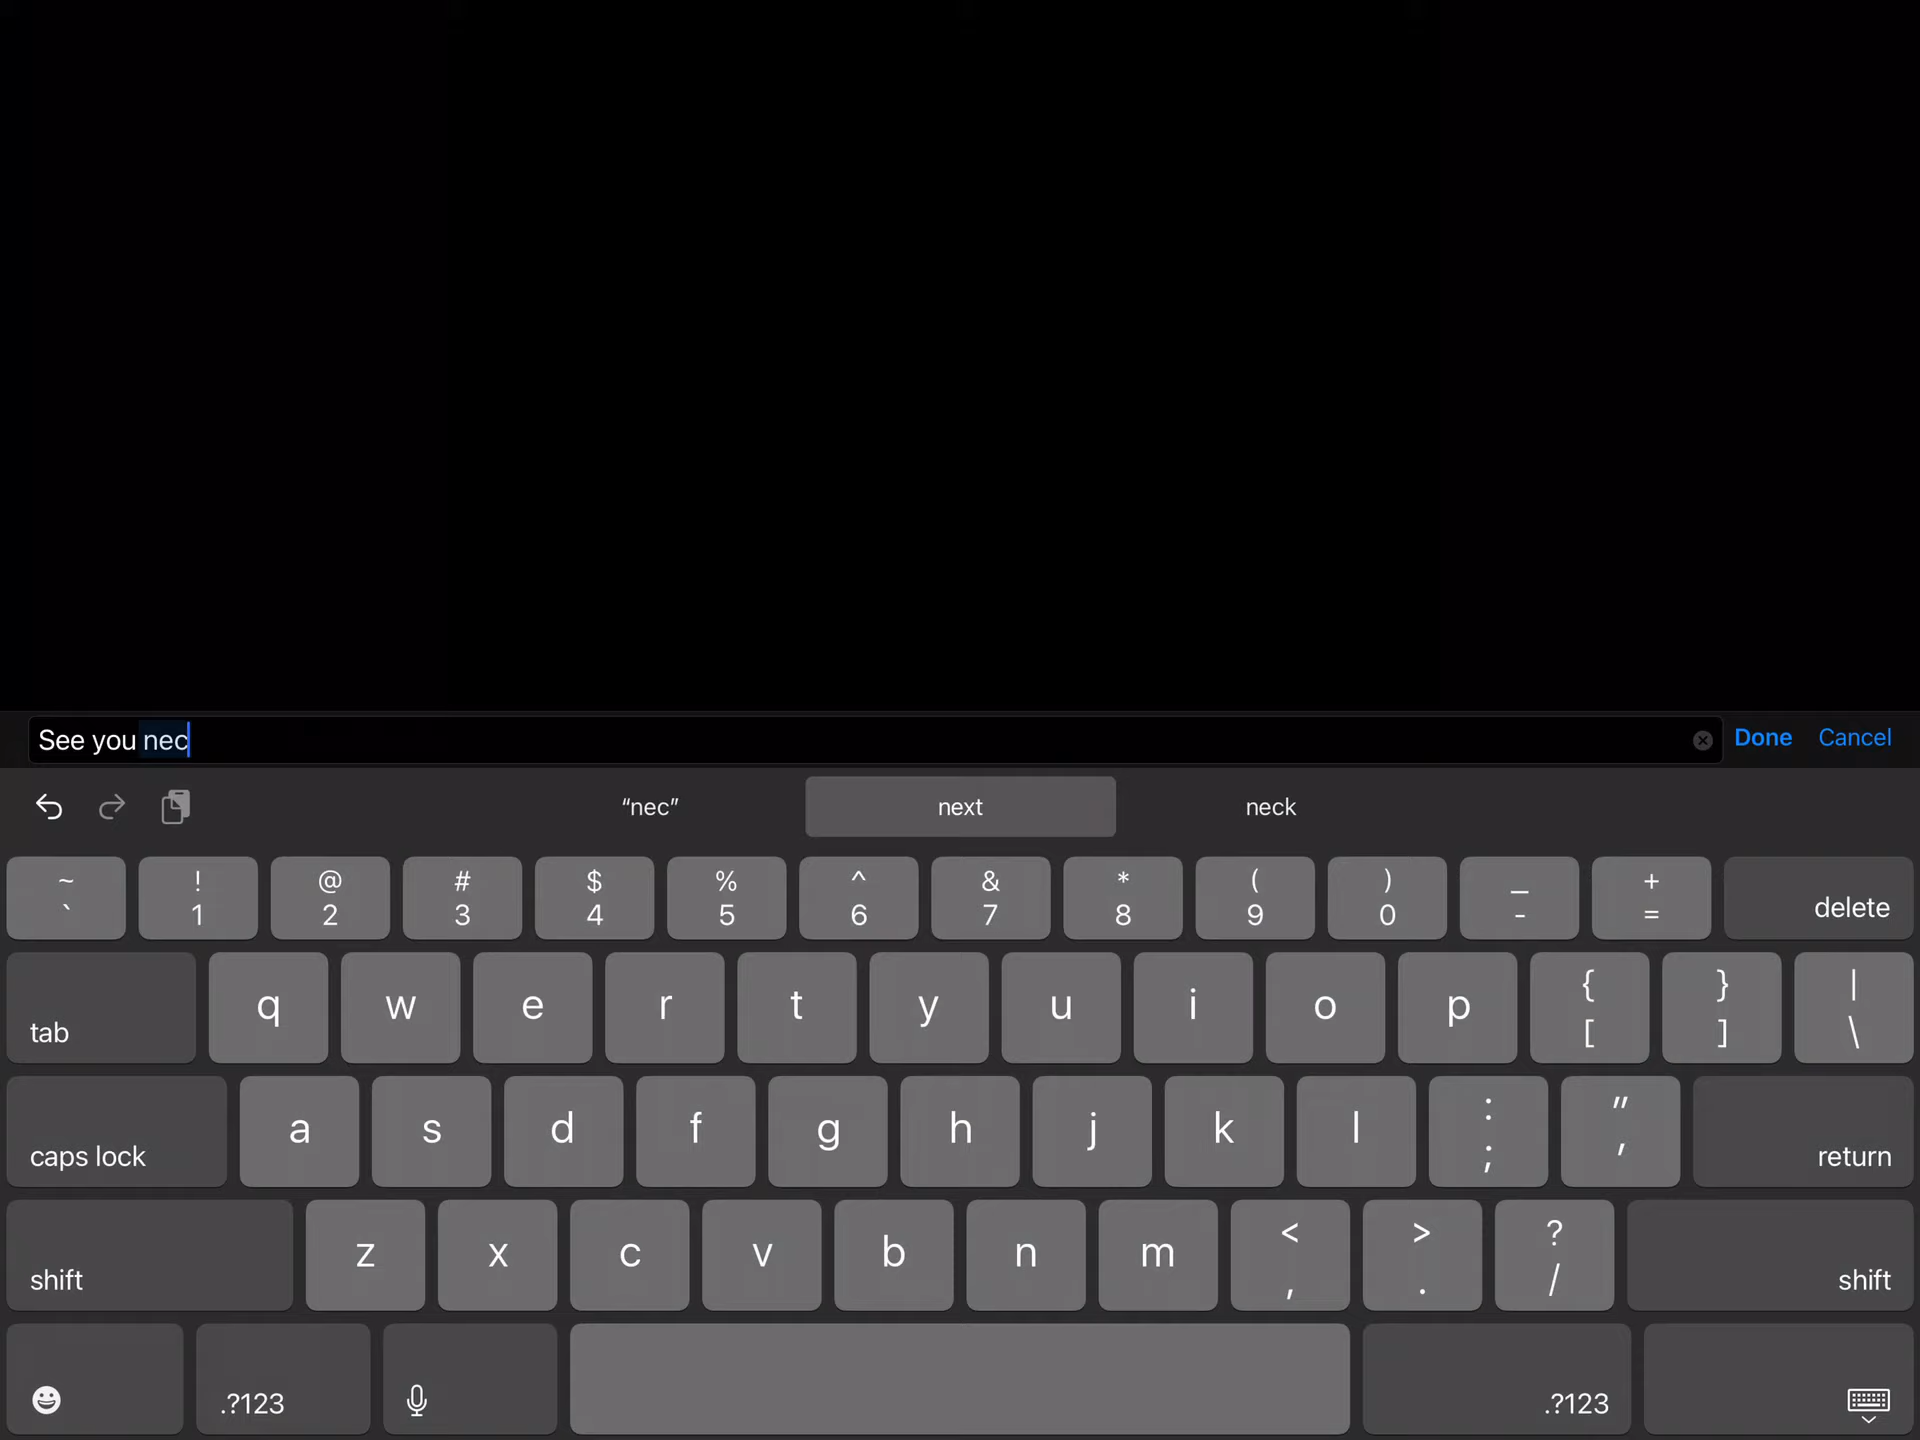 See you nec
Done Cancel
“nec” next neck
~ ! @ # $ % ^ & * ( ) _ +
` 1 2 3 4 5 6 7 8 9 0 - = delete
tab q w e r t y u i o p { [ } ] | \
caps lock a s d f g h j k l : ; " ' return
shift z x c v b n m < , > . ? / shift
.?123 .?123